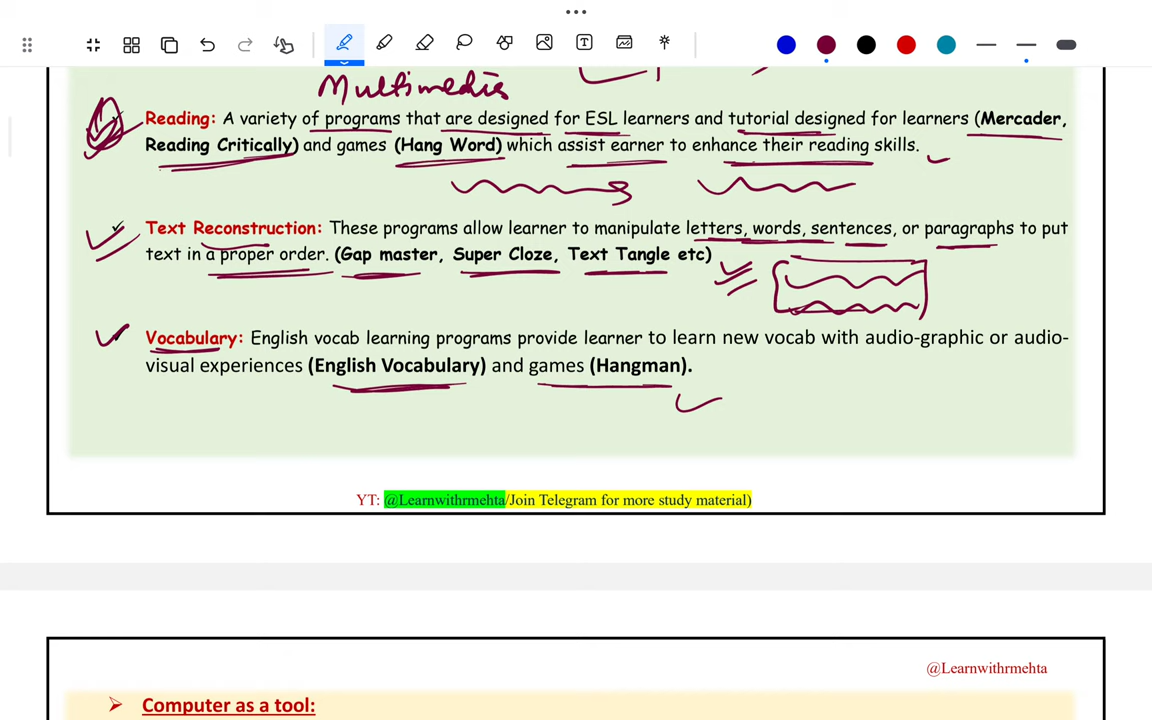 Multimedia
Reading: A variety of programs that are designed for ESL learners and tutorial designed for learners (Mercader,
Reading Critically) and games (Hang Word) which assist earner to enhance their reading skills.
Text Reconstruction: These programs allow learner to manipulate letters, words, sentences, or paragraphs to put
text in a proper order. (Gap master, Super Cloze, Text Tangle etc)
Vocabulary: English vocab learning programs provide learner to learn new vocab with audio-graphic or audio-
visual experiences (English Vocabulary) and games (Hangman).
YT: @Learnwithrmehta/Join Telegram for more study material)
@Learnwithrmehta
Computer as a tool: